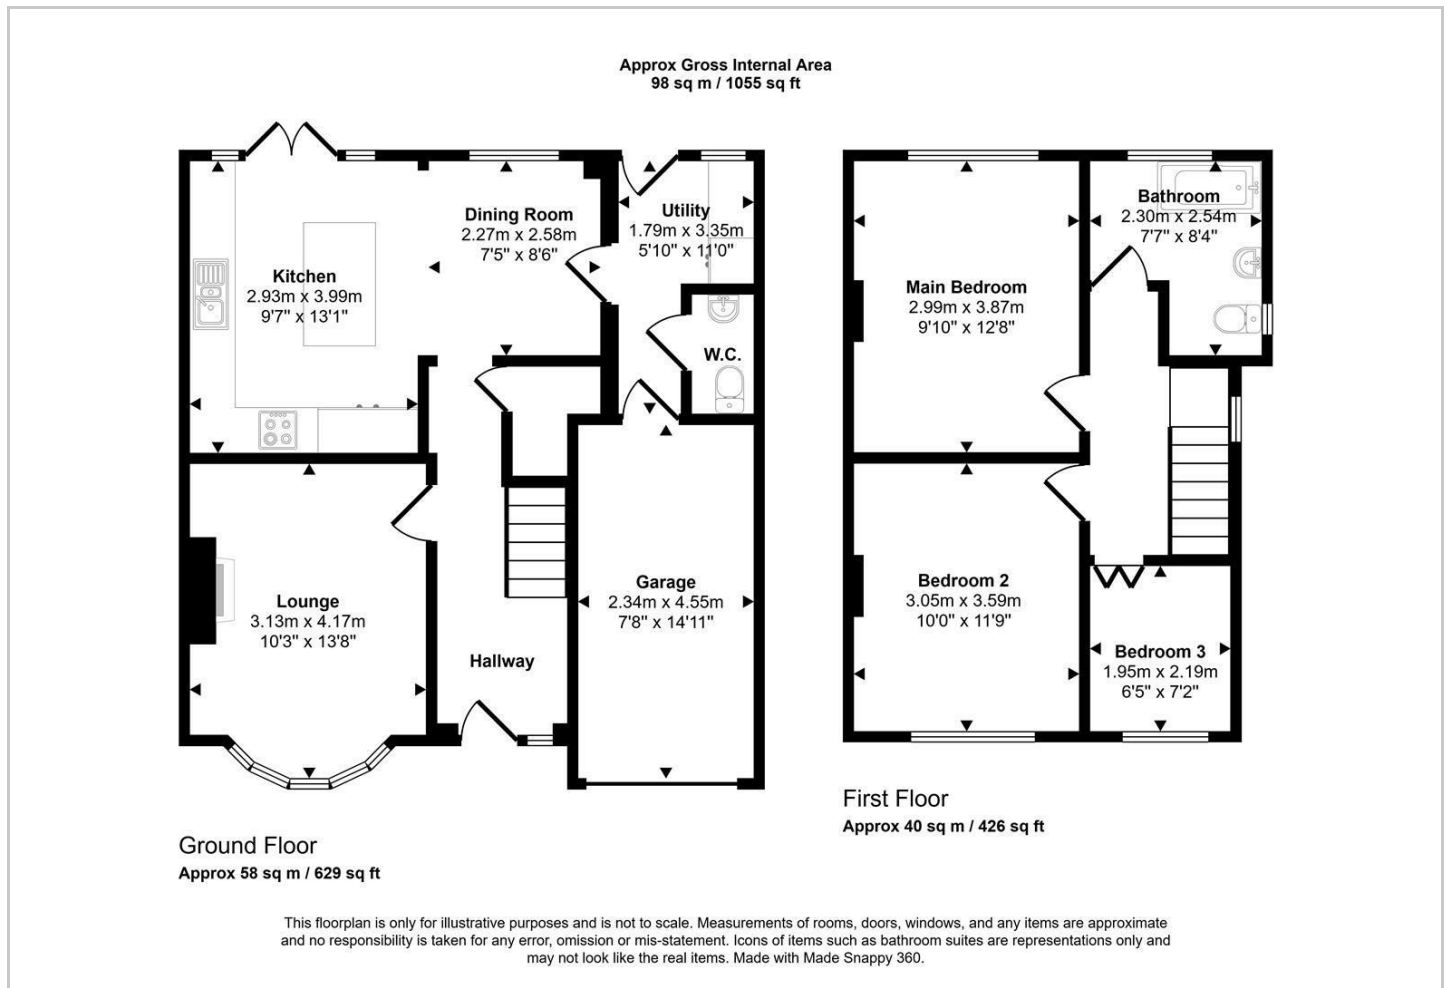 Approx Gross Internal Area
98 sq m / 1055 sq ft
Kitchen
2.93m x 3.99m
9'7" x 13'1"
Dining Room
2.27m x 2.58m
7'5" x 8'6"
Utility
1.79m x 3.35m
5'10" x 11'0"
W.C.
Lounge
3.13m x 4.17m
10'3" x 13'8"
Hallway
Garage
2.34m x 4.55m
7'8" x 14'11"
Ground Floor
Approx 58 sq m / 629 sq ft
Main Bedroom
2.99m x 3.87m
9'10" x 12'8"
Bathroom
2.30m x 2.54m
7'7" x 8'4"
Bedroom 2
3.05m x 3.59m
10'0" x 11'9"
Bedroom 3
1.95m x 2.19m
6'5" x 7'2"
First Floor
Approx 40 sq m / 426 sq ft
This floorplan is only for illustrative purposes and is not to scale. Measurements of rooms, doors, windows, and any items are approximate
and no responsibility is taken for any error, omission or mis-statement. Icons of items such as bathroom suites are representations only and
may not look like the real items. Made with Made Snappy 360.